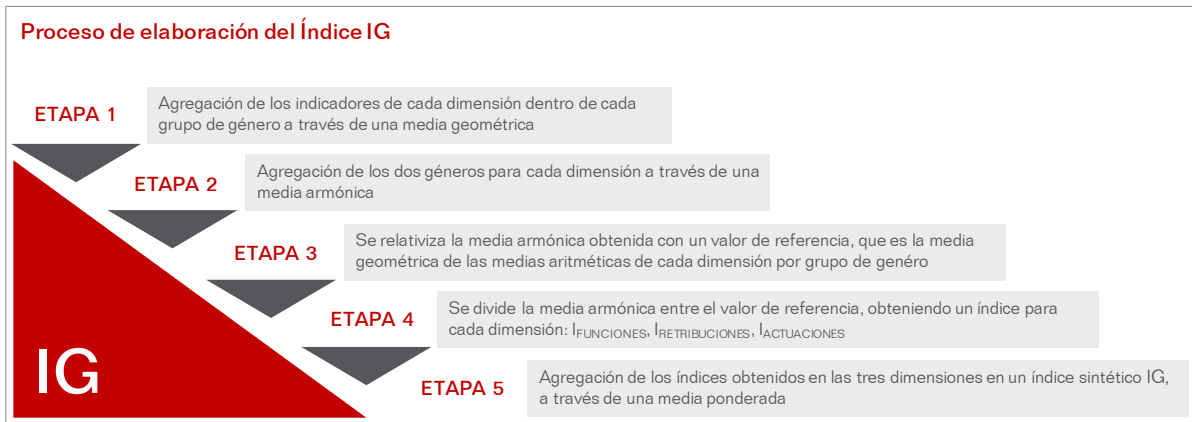 Proceso de elaboración del Índice IG
ETAPA 1
Agregación de los indicadores de cada dimensión dentro de cada
grupo de género a través de una media geométrica
ETAPA 2
Agregación de los dos géneros para cada dimensión a través de una
media armónica
ETAPA 3
Se relativiza la media armónica obtenida con un valor de referencia, que es la media
geométrica de las medias aritméticas de cada dimensión por grupo de genéro
ETAPA 4
Se divide la media armónica entre el valor de referencia, obteniendo un índice para
cada dimensión: IFUNCIONES, IRETRIBUCIONES, IACTUACIONES
ETAPA 5
Agregación de los índices obtenidos en las tres dimensiones en un índice sintético IG,
a través de una media ponderada
IG